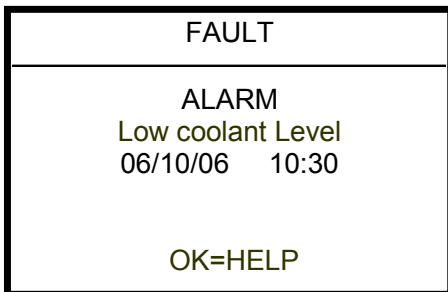 FAULT
ALARM
Low coolant Level
06/10/06 10:30
OK=HELP